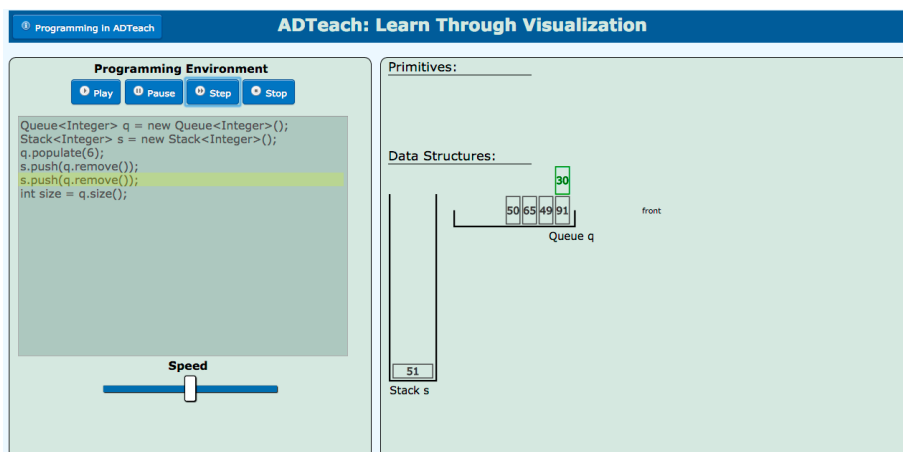 Programming in ADTeach
ADTeach: Learn Through Visualization
Programming Environment
Play Pause Step Stop
Queue<Integer> q = new Queue<Integer>();
Stack<Integer> s = new Stack<Integer>();
q.populate(6);
s.push(q.remove());
s.push(q.remove());
int size = q.size();
Speed
Primitives:
Data Structures:
30
50 65 49 91
front
Queue q
51
Stack s